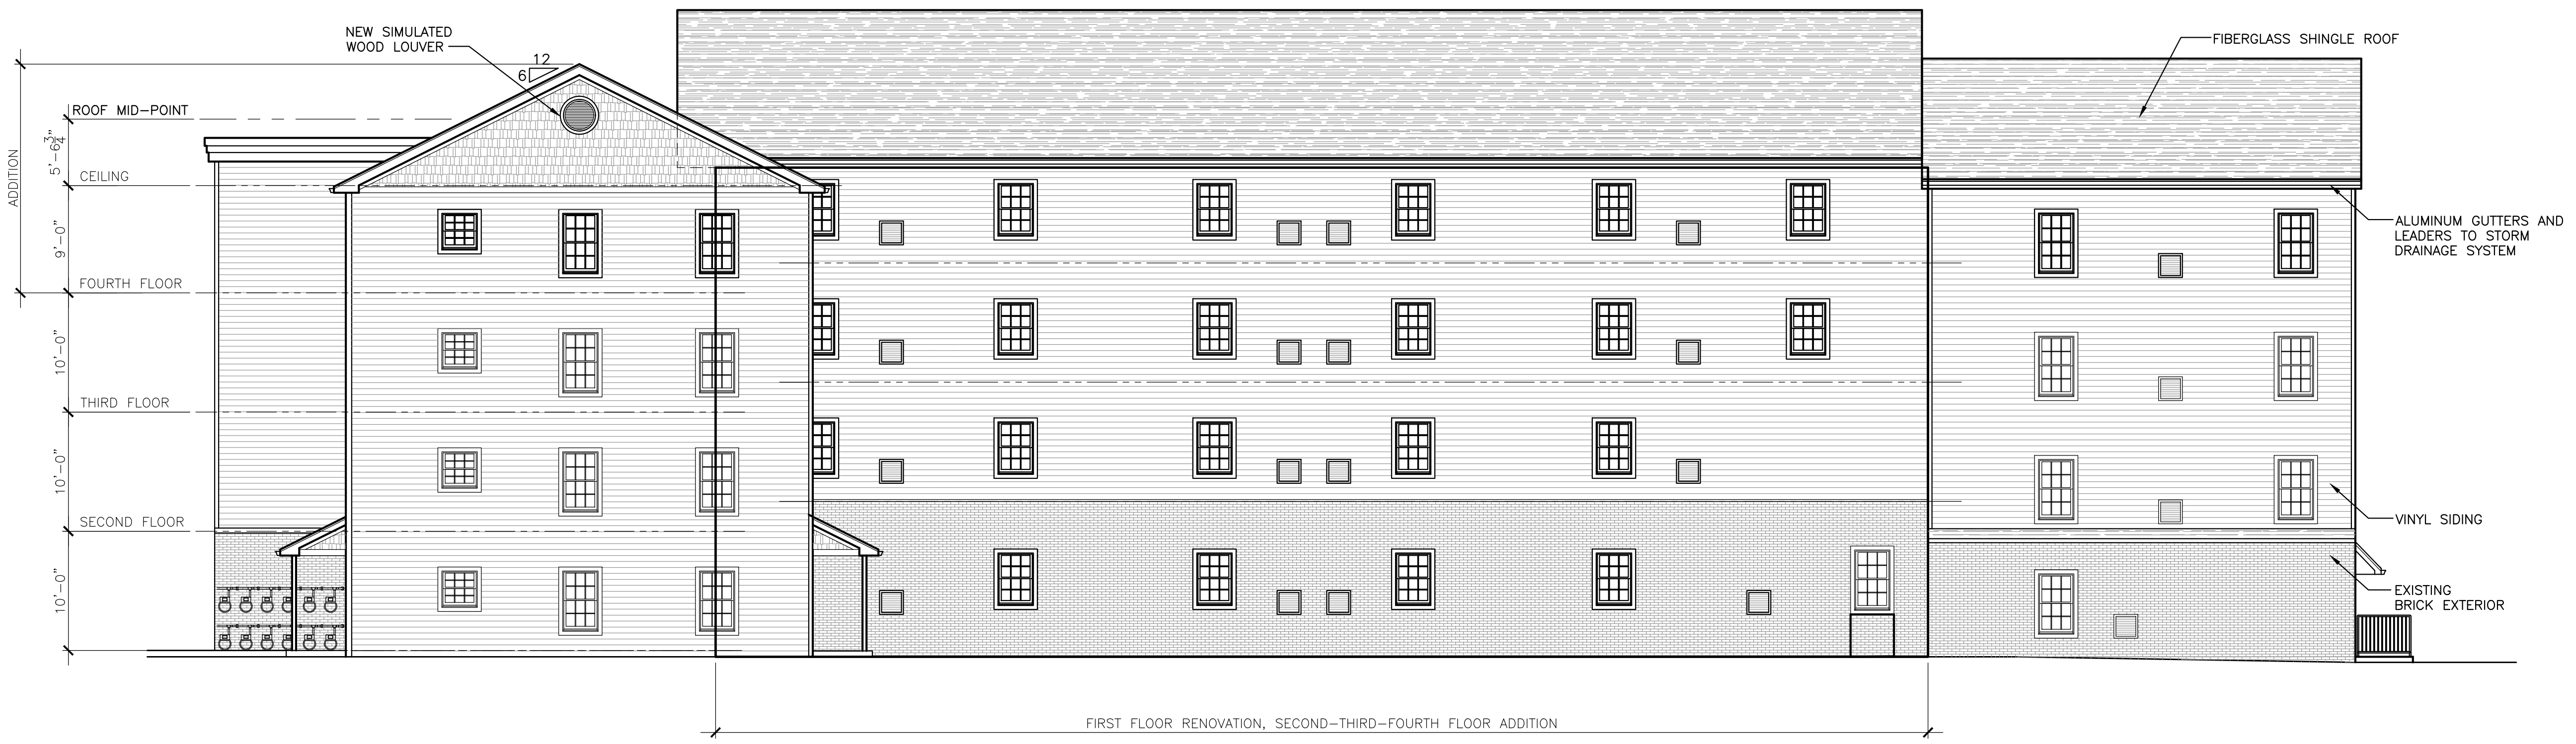 NEW SIMULATED
WOOD LOUVER
12
6
FIBERGLASS SHINGLE ROOF
ROOF MID-POINT
5'-6 3/4"
ADDITION
CEILING
9'-0"
ALUMINUM GUTTERS AND
LEADERS TO STORM
DRAINAGE SYSTEM
FOURTH FLOOR
10'-0"
THIRD FLOOR
10'-0"
SECOND FLOOR
VINYL SIDING
10'-0"
EXISTING
BRICK EXTERIOR
FIRST FLOOR RENOVATION, SECOND-THIRD-FOURTH FLOOR ADDITION